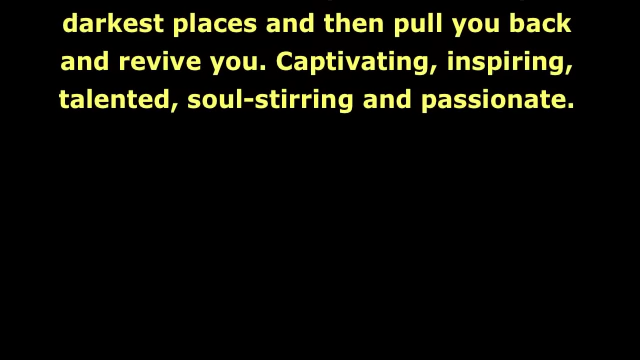 darkest places and then pull you back
and revive you. Captivating, inspiring,
talented, soul-stirring and passionate.